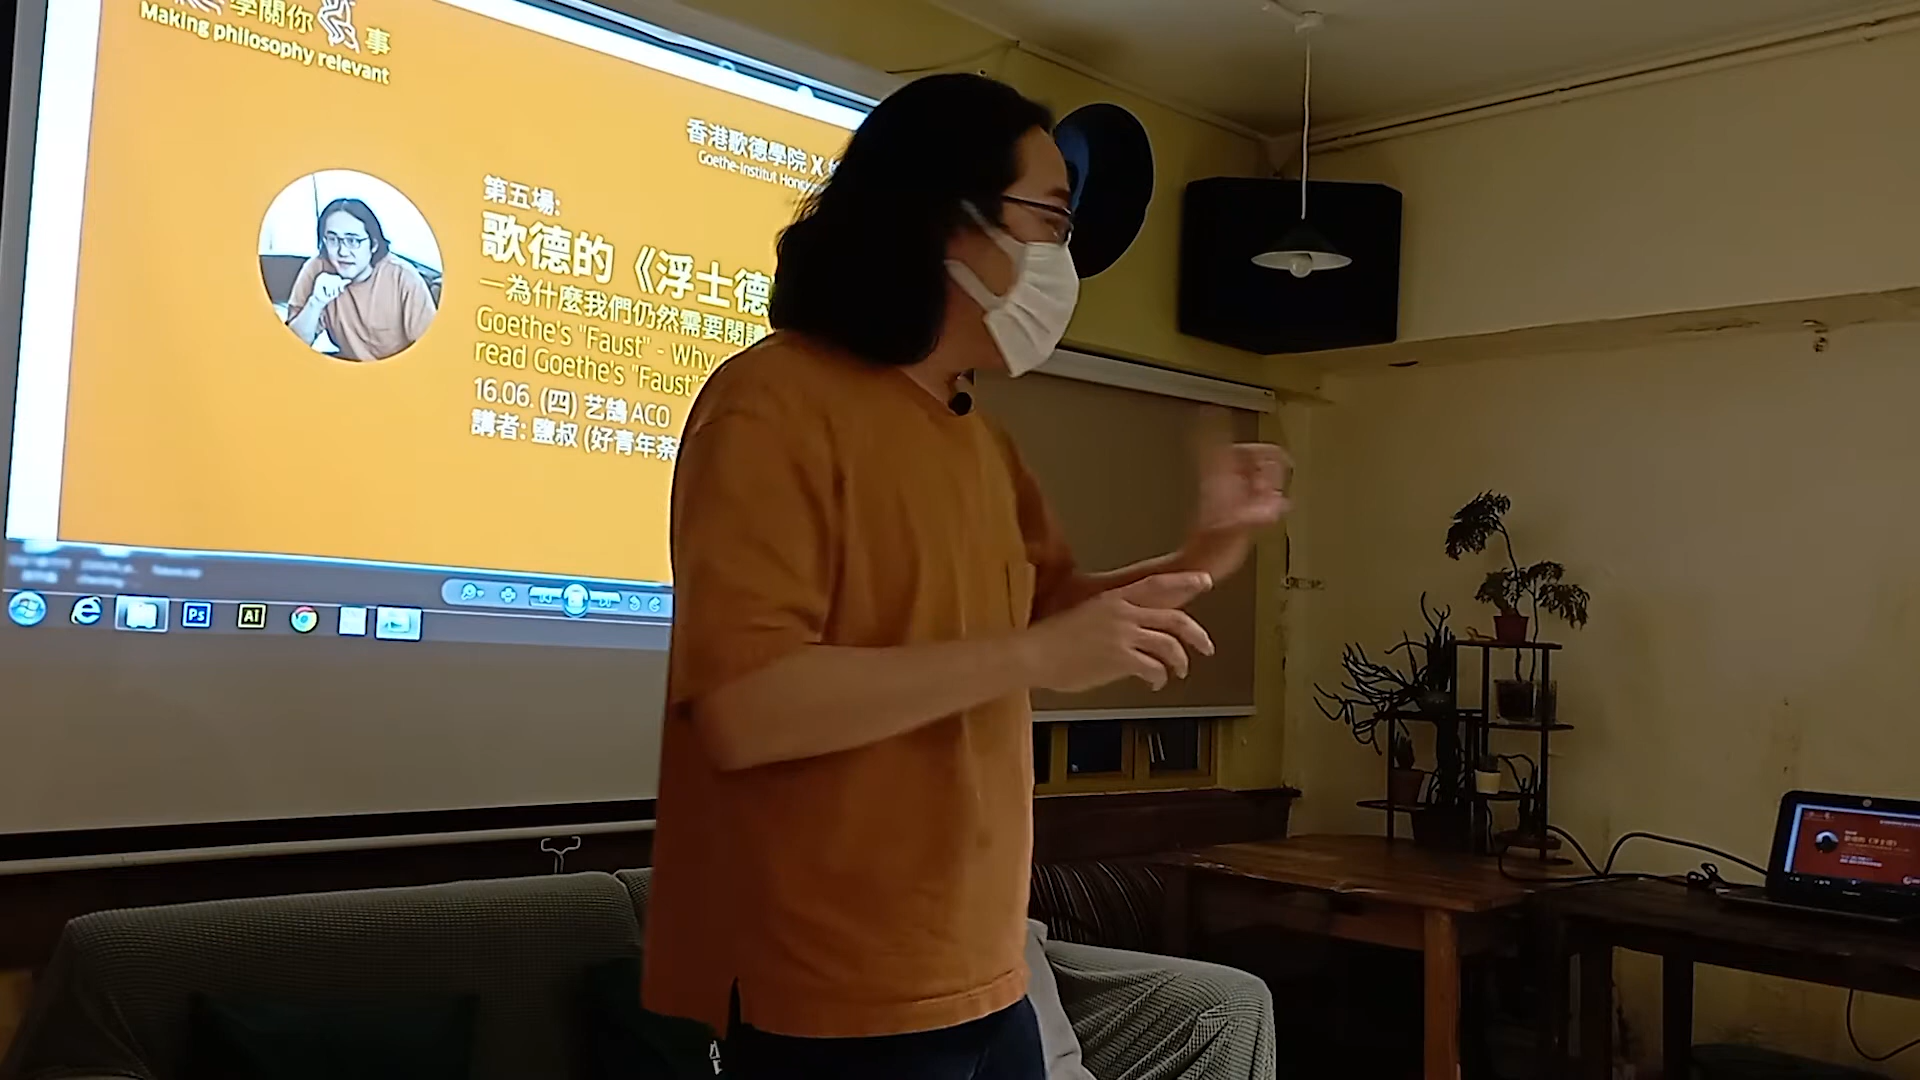 學關你 事
Making philosophy relevant
香港歌德學院 X
Goethe-Institut
第五場:
歌德的《浮士德
—為什麼我們仍然需要閱讀
Goethe's "Faust" - Why
read Goethe's "Faust"
16.06. (四) 艺鵠 ACO
講者: 鹽叔 (好青年荼
Ps
Ai